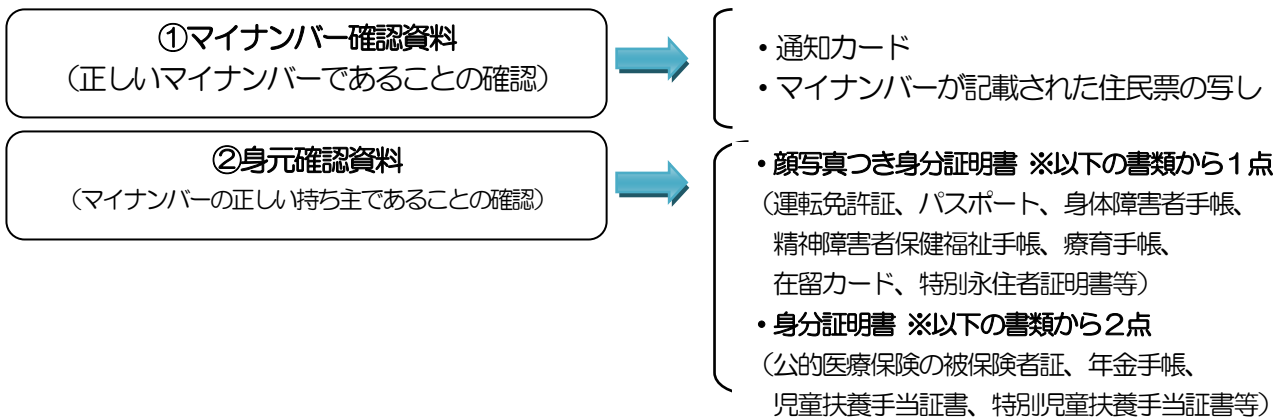 ①マイナンバー確認資料
（正しいマイナンバーであることの確認）
・通知カード
・マイナンバーが記載された住民票の写し
②身元確認資料
（マイナンバーの正しい持ち主であることの確認）
・顔写真つき身分証明書 ※以下の書類から１点
（運転免許証、パスポート、身体障害者手帳、
精神障害者保健福祉手帳、療育手帳、
在留カード、特別永住者証明書等）
・身分証明書 ※以下の書類から２点
（公的医療保険の被保険者証、年金手帳、
児童扶養手当証書、特別児童扶養手当証書等）